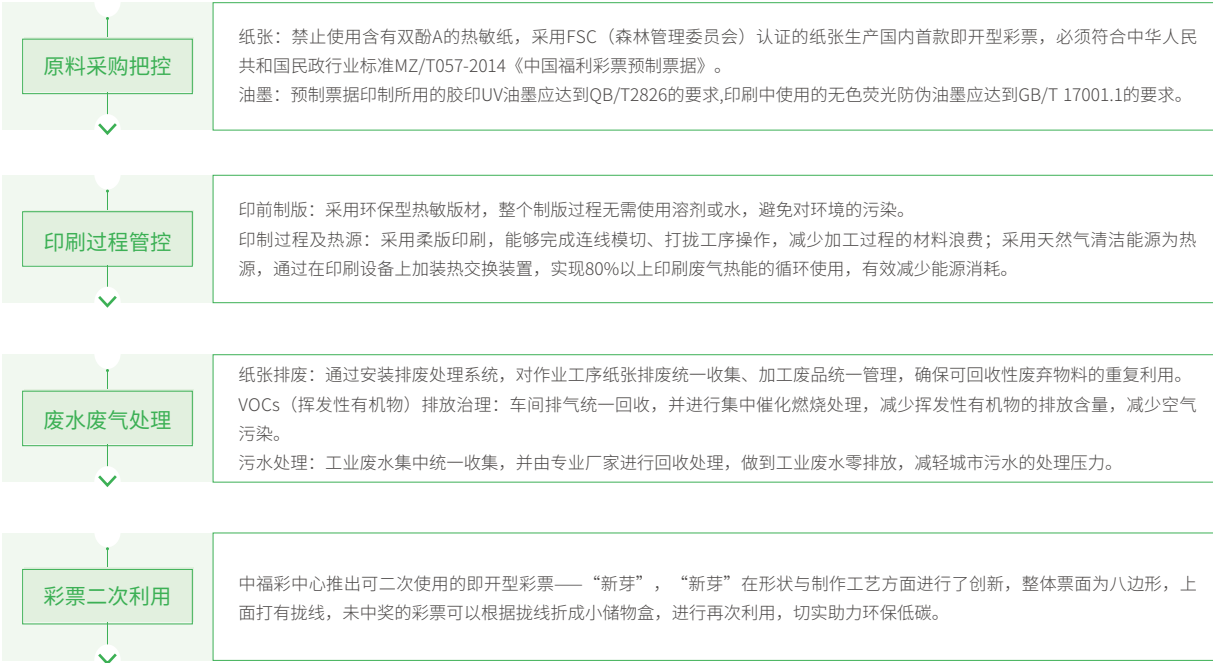 原料采购把控
纸张：禁止使用含有双酚A的热敏纸，采用FSC（森林管理委员会）认证的纸张生产国内首款即开型彩票，必须符合中华人民
共和国民政行业标准MZ/T057-2014《中国福利彩票预制票据》。
油墨：预制票据印制所用的胶印UV油墨应达到QB/T2826的要求,印刷中使用的无色荧光防伪油墨应达到GB/T 17001.1的要求。
印刷过程管控
印前制版：采用环保型热敏版材，整个制版过程无需使用溶剂或水，避免对环境的污染。
印制过程及热源：采用柔版印刷，能够完成连线模切、打拢工序操作，减少加工过程的材料浪费；采用天然气清洁能源为热
源，通过在印刷设备上加装热交换装置，实现80%以上印刷废气热能的循环使用，有效减少能源消耗。
废水废气处理
纸张排废：通过安装排废处理系统，对作业工序纸张排废统一收集、加工废品统一管理，确保可回收性废弃物料的重复利用。
VOCs（挥发性有机物）排放治理：车间排气统一回收，并进行集中催化燃烧处理，减少挥发性有机物的排放含量，减少空气
污染。
污水处理：工业废水集中统一收集，并由专业厂家进行回收处理，做到工业废水零排放，减轻城市污水的处理压力。
彩票二次利用
中福彩中心推出可二次使用的即开型彩票——“新芽”，“新芽”在形状与制作工艺方面进行了创新，整体票面为八边形，上
面打有拢线，未中奖的彩票可以根据拢线折成小储物盒，进行再次利用，切实助力环保低碳。